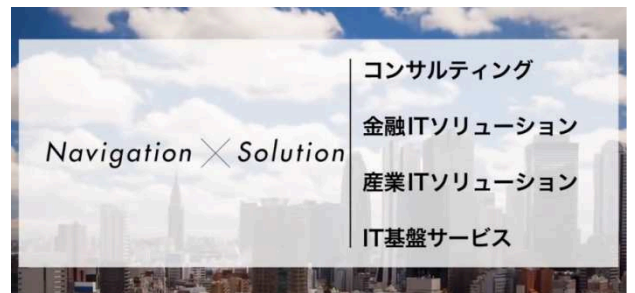 Navigation × Solution
コンサルティング
金融ITソリューション
産業ITソリューション
IT基盤サービス